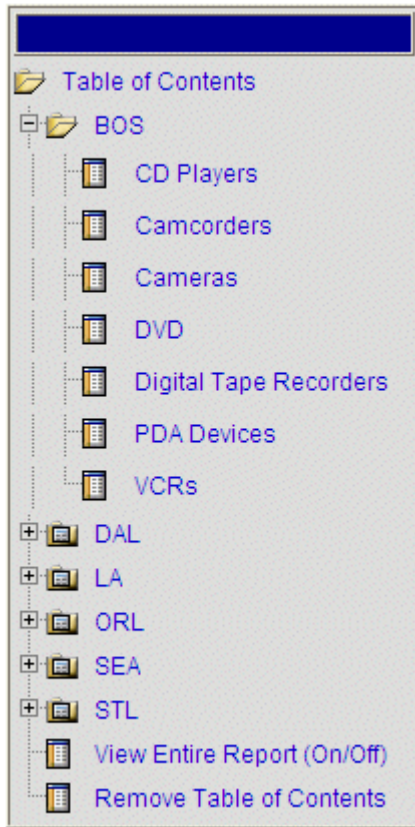 Table of Contents
BOS
CD Players
Camcorders
Cameras
DVD
Digital Tape Recorders
PDA Devices
VCRs
DAL
LA
ORL
SEA
STL
View Entire Report (On/Off)
Remove Table of Contents